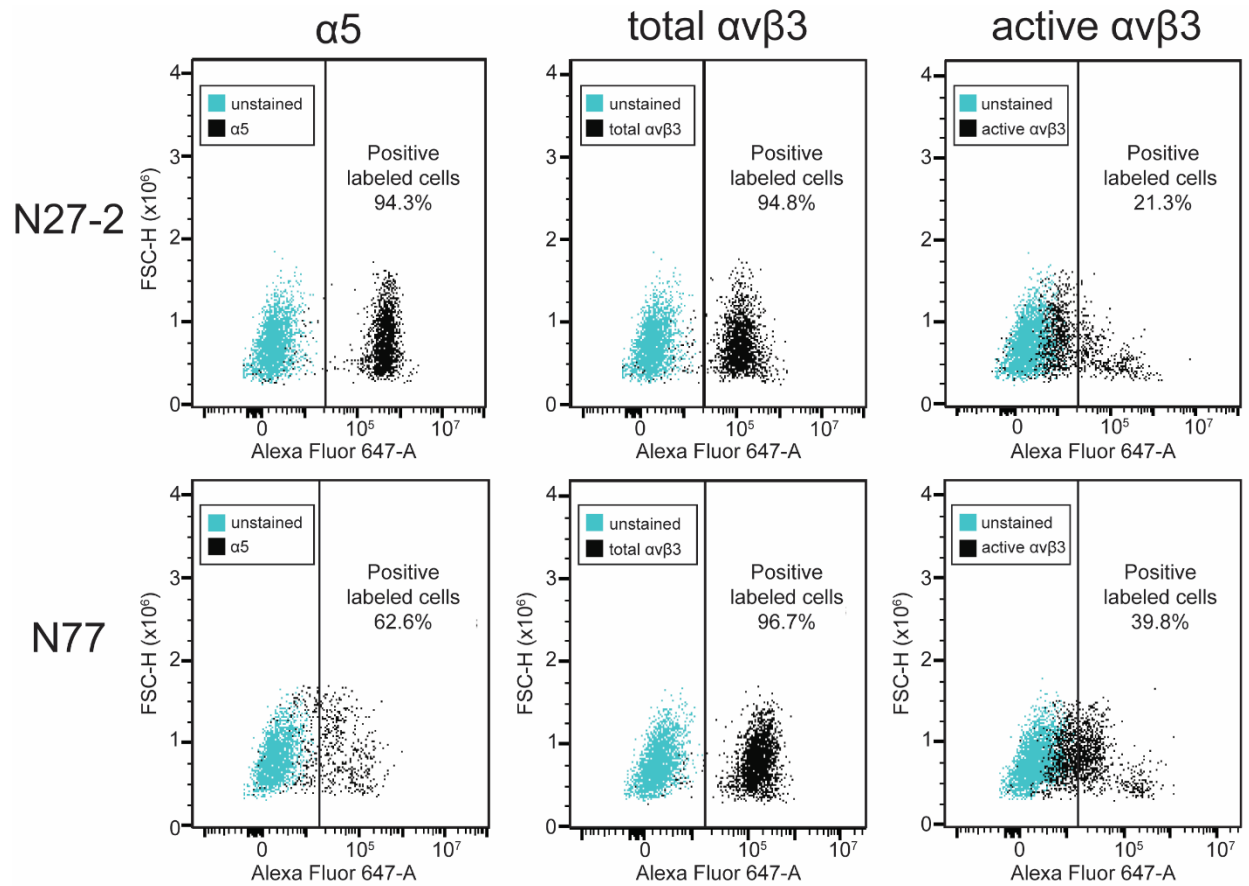 α5
total αvβ3
active αvβ3
N27-2
FSC-H (x10⁶)
4
3
2
1
0
unstained
α5
Positive
labeled cells
94.3%
0
10⁵
10⁷
Alexa Fluor 647-A
4
3
2
1
0
unstained
total αvβ3
Positive
labeled cells
94.8%
0
10⁵
10⁷
Alexa Fluor 647-A
4
3
2
1
0
unstained
active αvβ3
Positive
labeled cells
21.3%
0
10⁵
10⁷
Alexa Fluor 647-A
N77
FSC-H (x10⁶)
4
3
2
1
0
unstained
α5
Positive
labeled cells
62.6%
0
10⁵
10⁷
Alexa Fluor 647-A
FSC-H (x10⁶)
4
3
2
1
0
unstained
total αvβ3
Positive
labeled cells
96.7%
0
10⁵
10⁷
Alexa Fluor 647-A
FSC-H (x10⁶)
4
3
2
1
0
unstained
active αvβ3
Positive
labeled cells
39.8%
0
10⁵
10⁷
Alexa Fluor 647-A